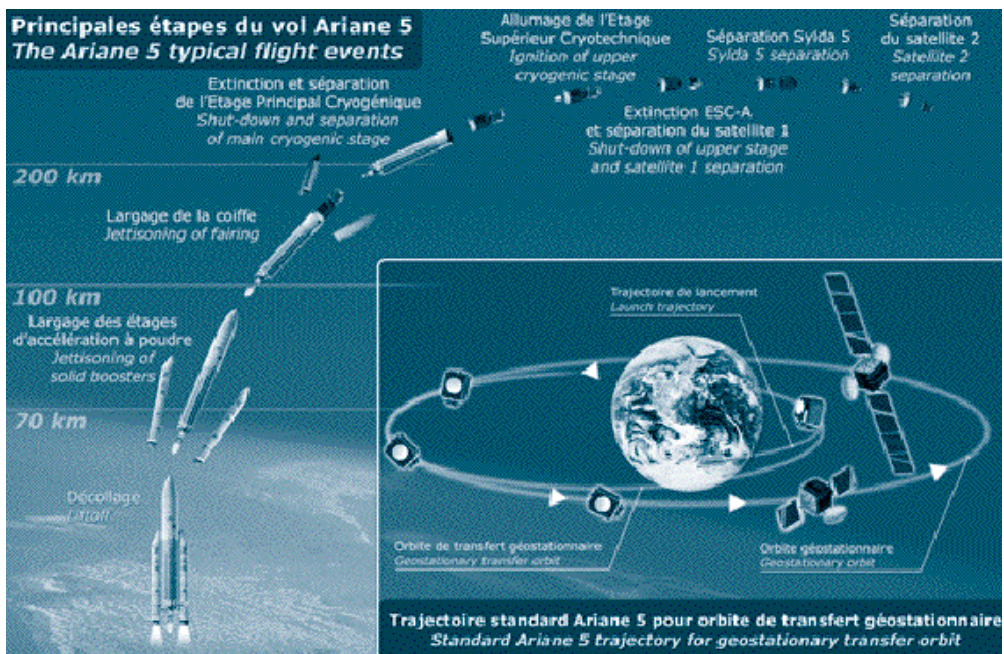 Principales étapes du vol Ariane 5
The Ariane 5 typical flight events
Allumage de l'Etage
Supérieur Cryotechnique
Ignition of upper
cryogenic stage
Séparation Sylda 5
Sylda 5 separation
Séparation
du satellite 2
Satellite 2
separation
Extinction et séparation
de l'Etage Principal Cryogénique
Shut-down and separation
of main cryogenic stage
Extinction ESC-A
et séparation du satellite 1
Shut-down of upper stage
and satellite 1 separation
200 km
Largage de la coiffe
Jettisoning of fairing
100 km
Largage des étages
d'accélération à poudre
Jettisoning of
solid boosters
70 km
Décollage
Liftoff
Trajectoire de lancement
Launch trajectory
Orbite de transfert géostationnaire
Geostationary transfer orbit
Orbite géostationnaire
Geostationary orbit
Trajectoire standard Ariane 5 pour orbite de transfert géostationnaire
Standard Ariane 5 trajectory for geostationary transfer orbit